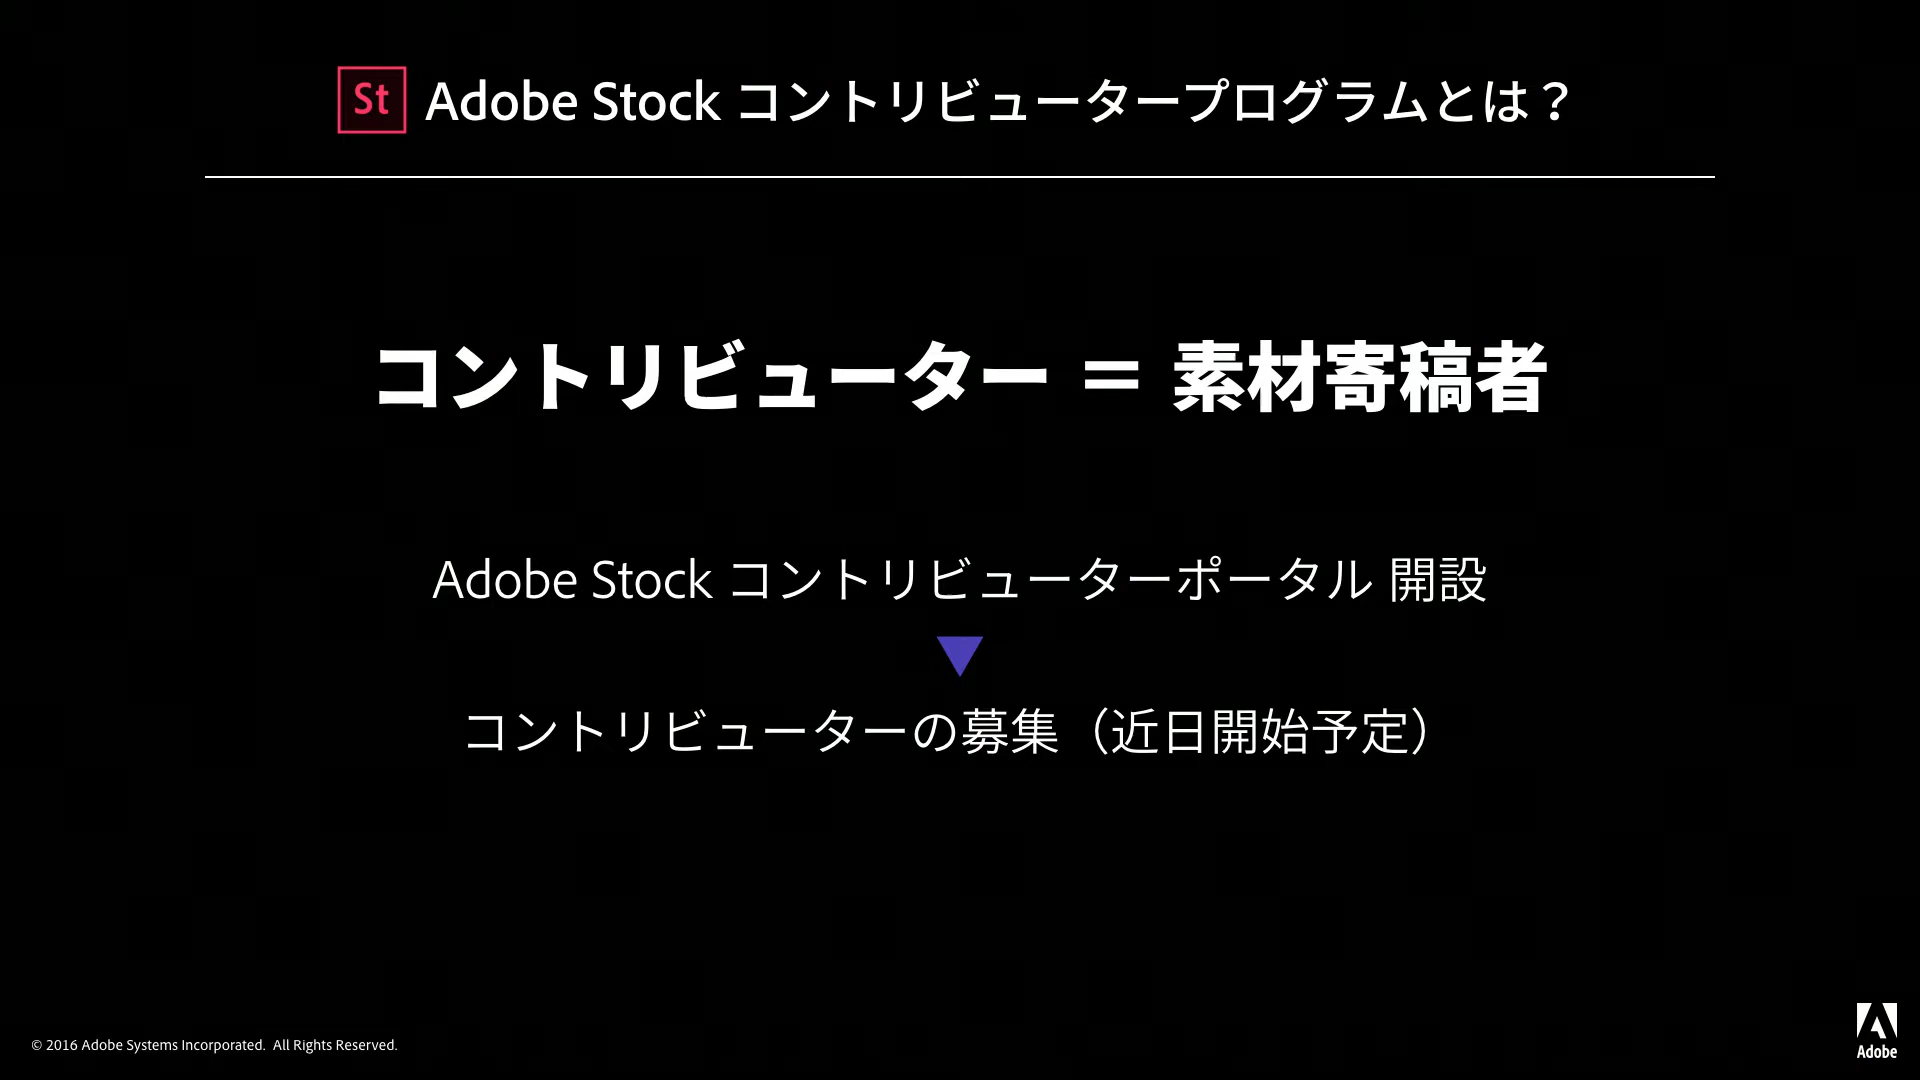 St Adobe Stock コントリビュータープログラムとは？
コントリビューター ＝ 素材寄稿者
Adobe Stock コントリビューターポータル 開設
▼
コントリビューターの募集（近日開始予定）
© 2016 Adobe Systems Incorporated. All Rights Reserved.
Adobe